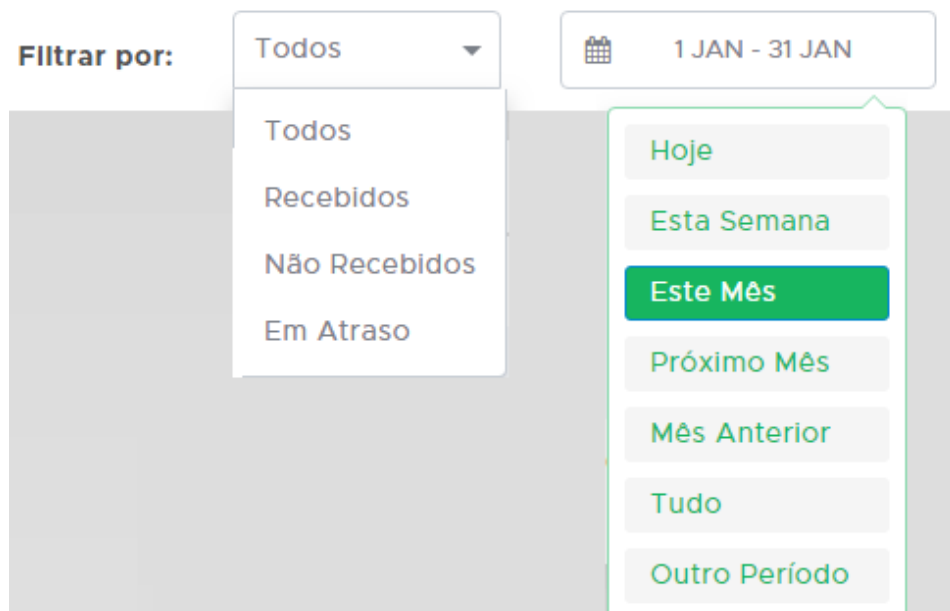 Filtrar por:
Todos
1 JAN - 31 JAN
Todos
Recebidos
Não Recebidos
Em Atraso
Hoje
Esta Semana
Este Mês
Próximo Mês
Mês Anterior
Tudo
Outro Período